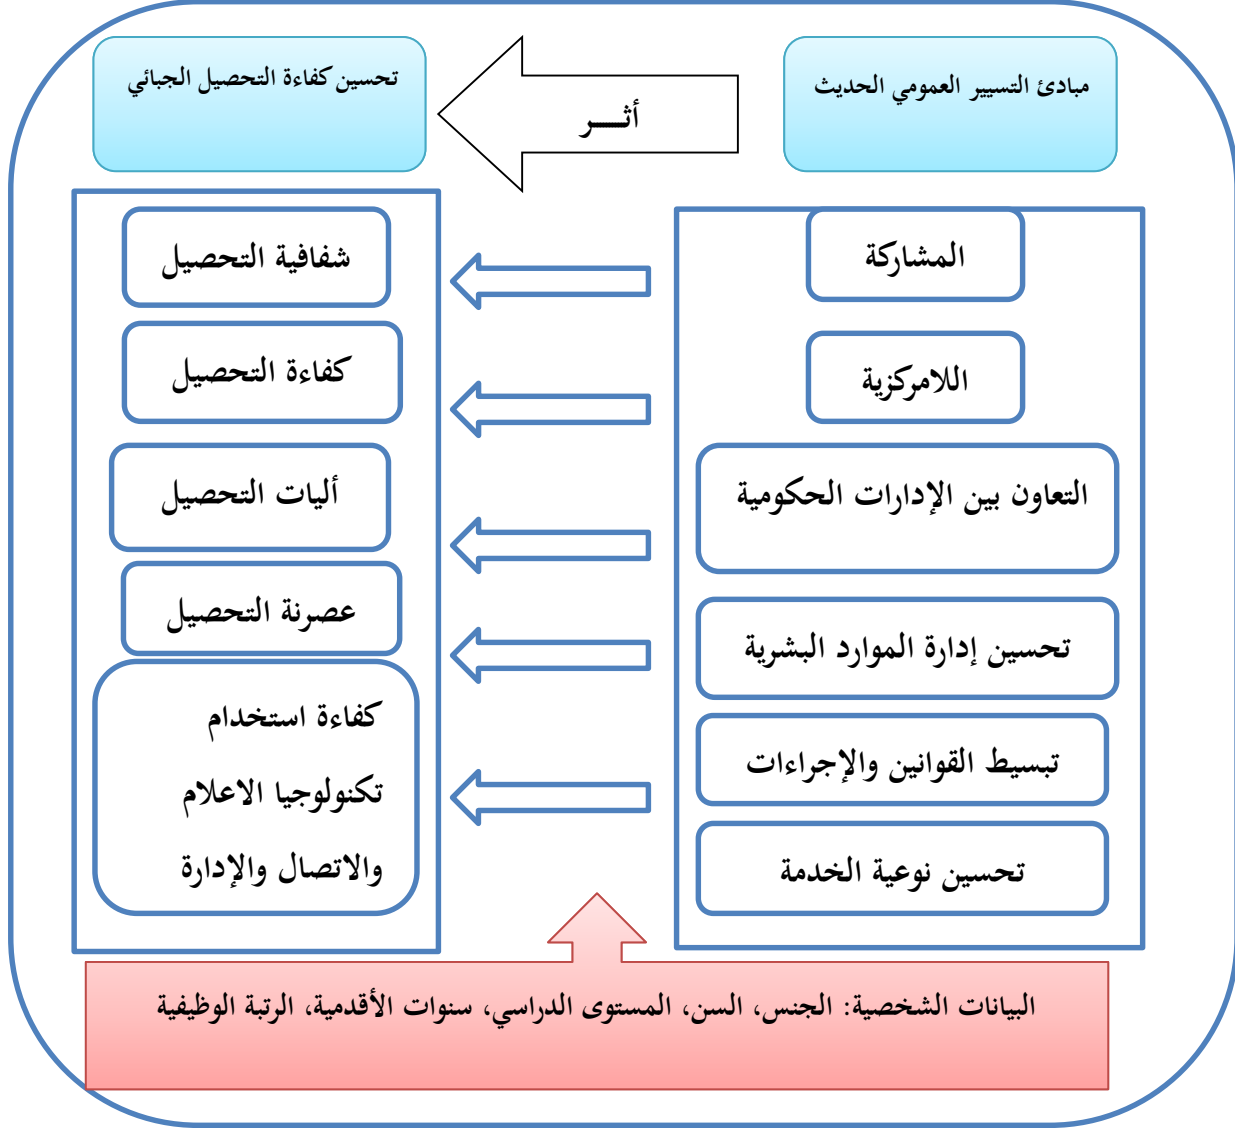 مبادئ التسيير العمومي الحديث
أثــــر
تحسين كفاءة التحصيل الجبائي
المشاركة
اللامركزية
التعاون بين الإدارات الحكومية
تحسين إدارة الموارد البشرية
تبسيط القوانين والإجراءات
تحسين نوعية الخدمة
شفافية التحصيل
كفاءة التحصيل
أليات التحصيل
عصرنة التحصيل
كفاءة استخدام
تكنولوجيا الاعلام
والاتصال والإدارة
البيانات الشخصية: الجنس، السن، المستوى الدراسي، سنوات الأقدمية، الرتبة الوظيفية